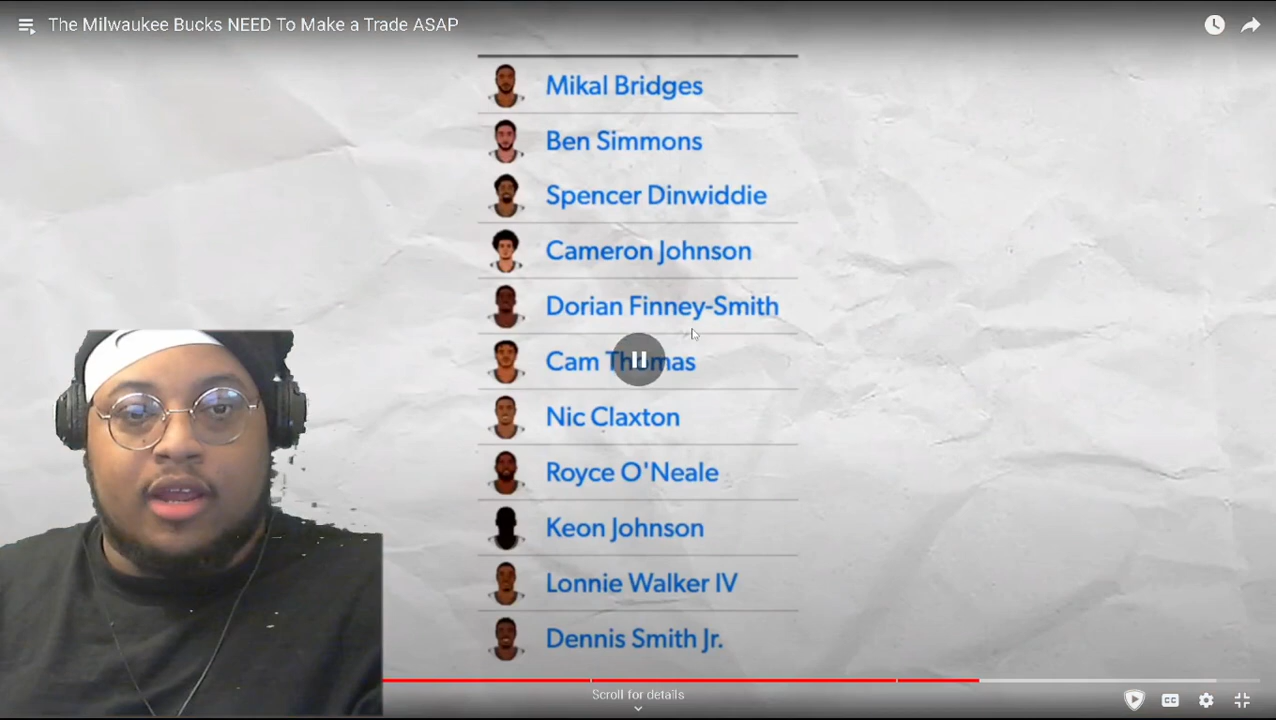 The Milwaukee Bucks NEED To Make a Trade ASAP
Mikal Bridges
Ben Simmons
Spencer Dinwiddie
Cameron Johnson
Dorian Finney-Smith
Cam Thomas
Nic Claxton
Royce O'Neale
Keon Johnson
Lonnie Walker IV
Dennis Smith Jr.
Scroll for details
CC